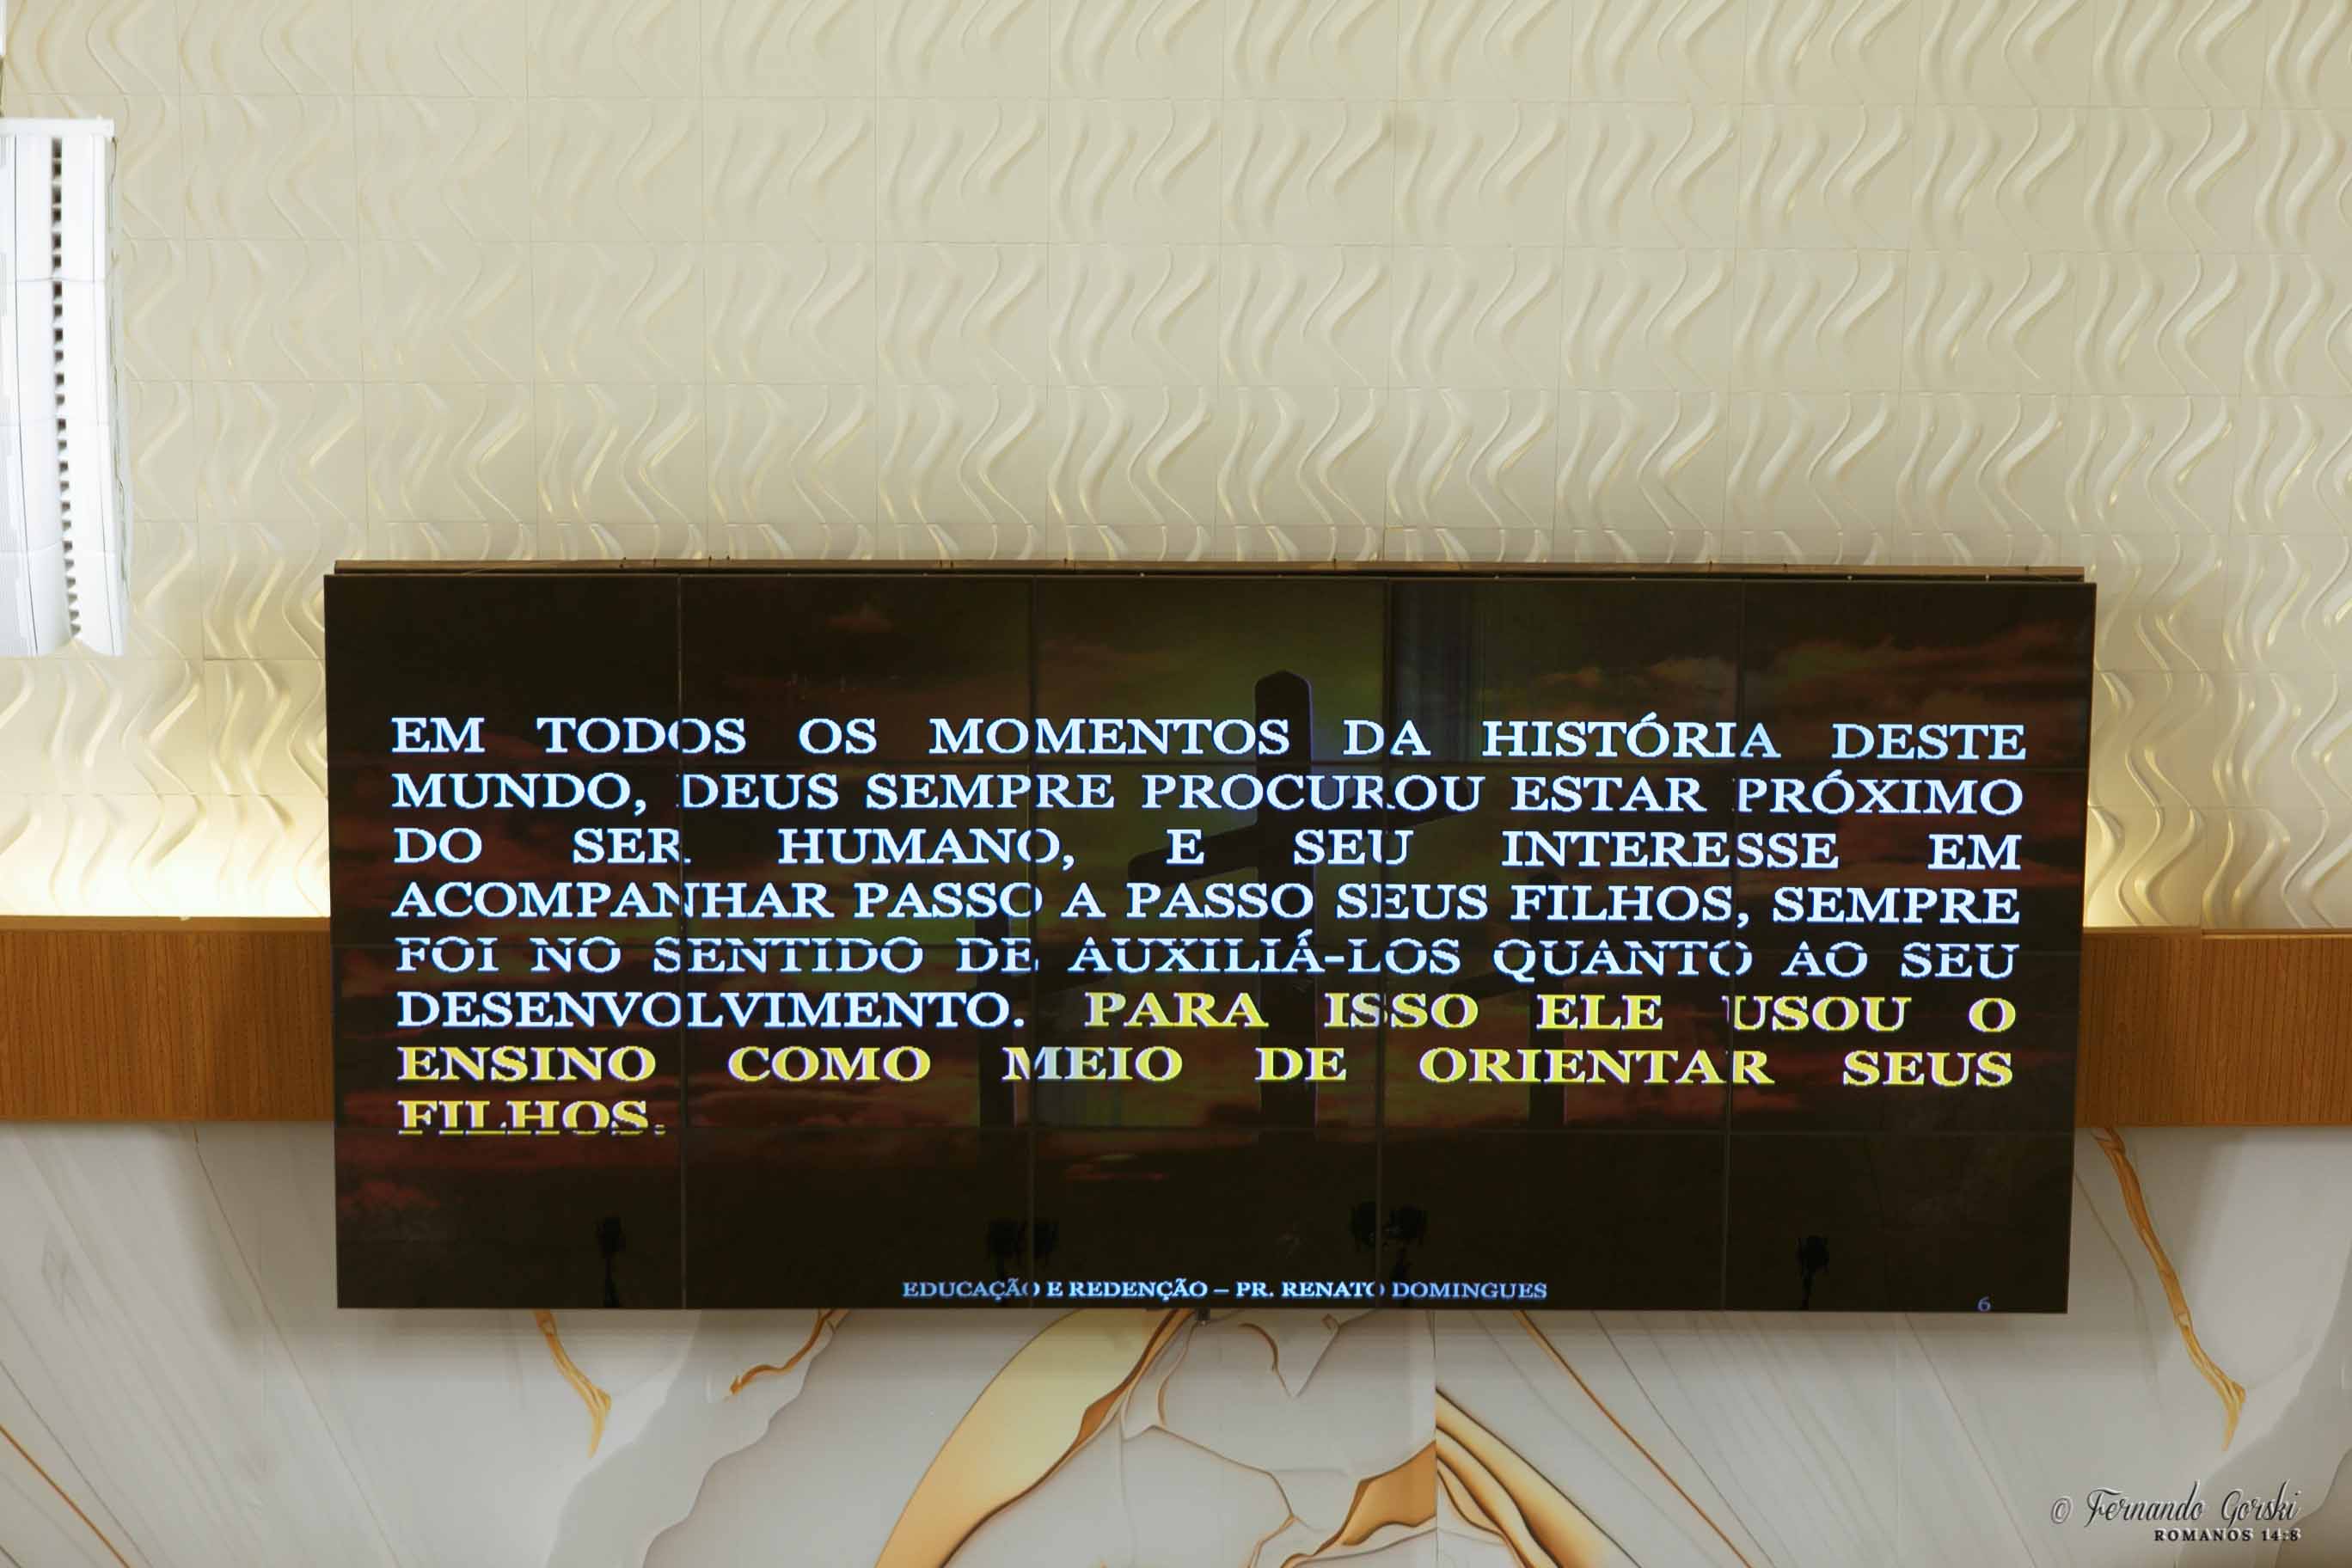 EM TODOS OS MOMENTOS DA HISTÓRIA DESTE
MUNDO, DEUS SEMPRE PROCUROU ESTAR PRÓXIMO
DO SER HUMANO, E SEU INTERESSE EM
ACOMPANHAR PASSO A PASSO SEUS FILHOS, SEMPRE
FOI NO SENTIDO DE AUXILIÁ-LOS QUANTO AO SEU
DESENVOLVIMENTO. PARA ISSO ELE USOU O
ENSINO COMO MEIO DE ORIENTAR SEUS
FILHOS.
EDUCAÇÃO E REDENÇÃO – PR. RENATO DOMINGUES
6
© Fernando Gorski
ROMANOS 14:8